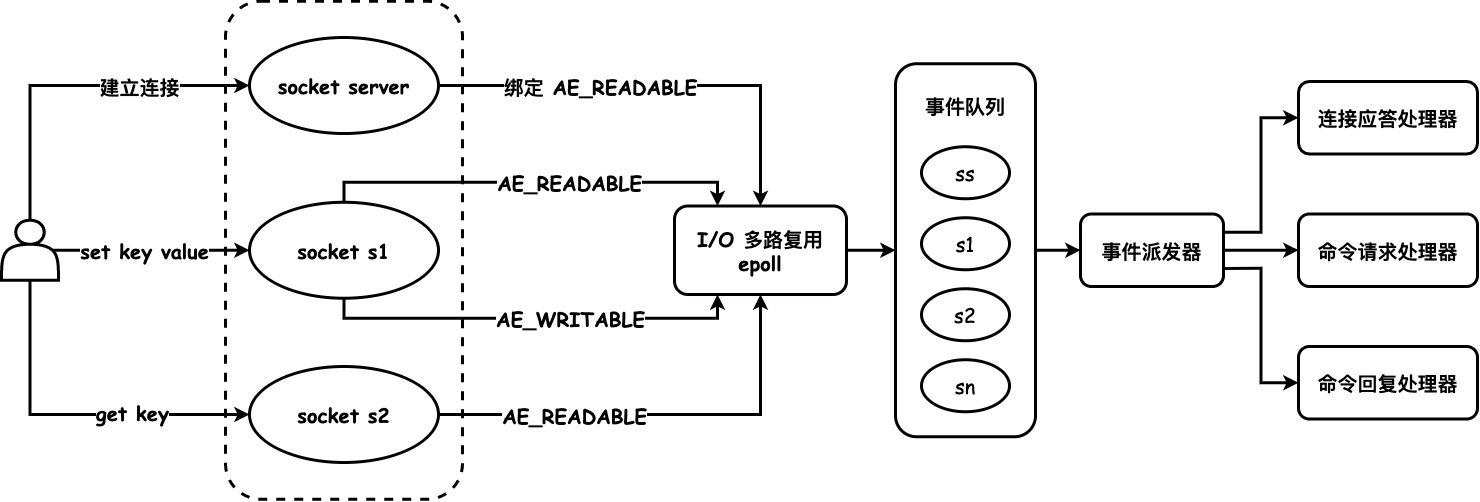 建立连接
socket server
绑定 AE_READABLE
AE_READABLE
set key value
socket s1
AE_WRITABLE
get key
socket s2
AE_READABLE
I/O 多路复用
epoll
事件队列
ss
s1
s2
sn
事件派发器
连接应答处理器
命令请求处理器
命令回复处理器